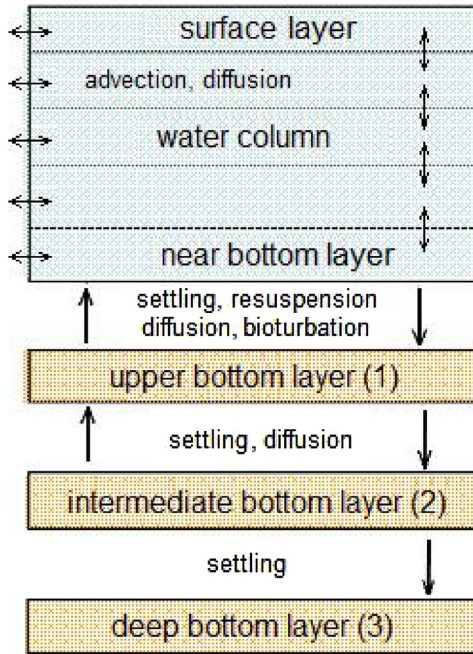 surface layer
advection, diffusion
water column
near bottom layer
settling, resuspension
diffusion, bioturbation
upper bottom layer (1)
settling, diffusion
intermediate bottom layer (2)
settling
deep bottom layer (3)